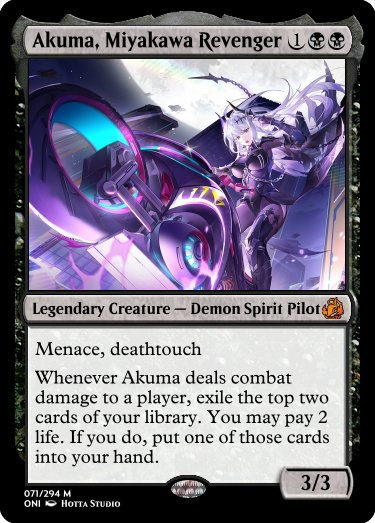 Akuma, Miyakawa Revenger 1
Legendary Creature — Demon Spirit Pilot
Menace, deathtouch
Whenever Akuma deals combat
damage to a player, exile the top two
cards of your library. You may pay 2
life. If you do, put one of those cards
into your hand.
3/3
071/294 M
ONI Hotta Studio